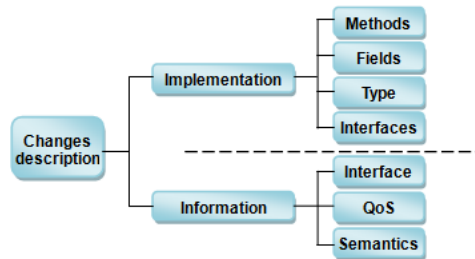 Methods
Fields
Implementation
Type
Interfaces
Changes
description
Interface
Information
QoS
Semantics